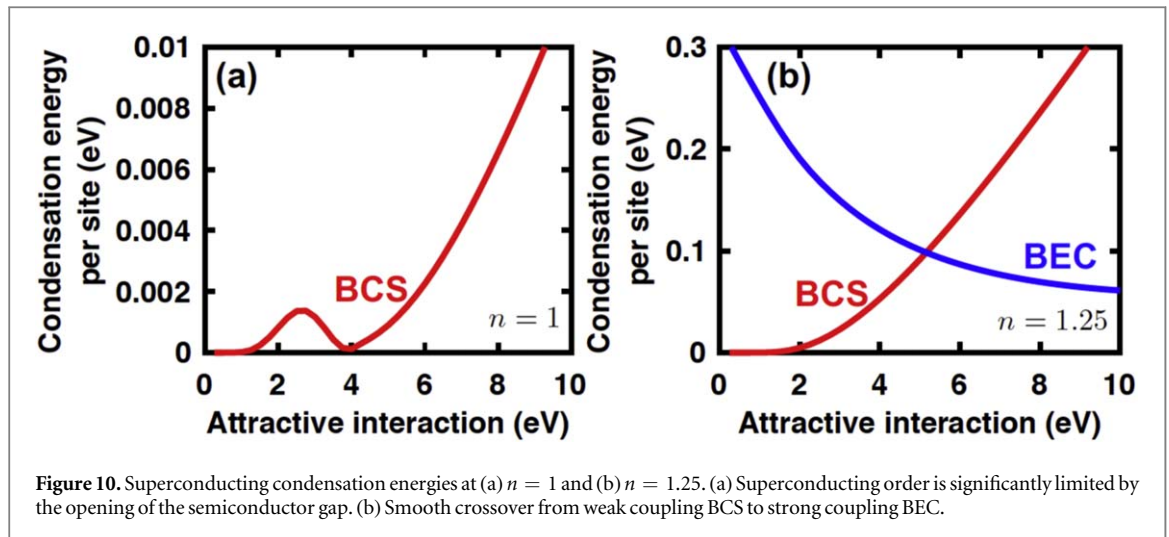 Condensation energy
per site (eV)
0.01
0.008
0.006
0.004
0.002
0
(a)
BCS
n = 1
0 2 4 6 8 10
Attractive interaction (eV)
Condensation energy
per site (eV)
0.3
0.2
0.1
0
(b)
BCS
BEC
n = 1.25
0 2 4 6 8 10
Attractive interaction (eV)
Figure 10. Superconducting condensation energies at (a) n = 1 and (b) n = 1.25. (a) Superconducting order is significantly limited by
the opening of the semiconductor gap. (b) Smooth crossover from weak coupling BCS to strong coupling BEC.